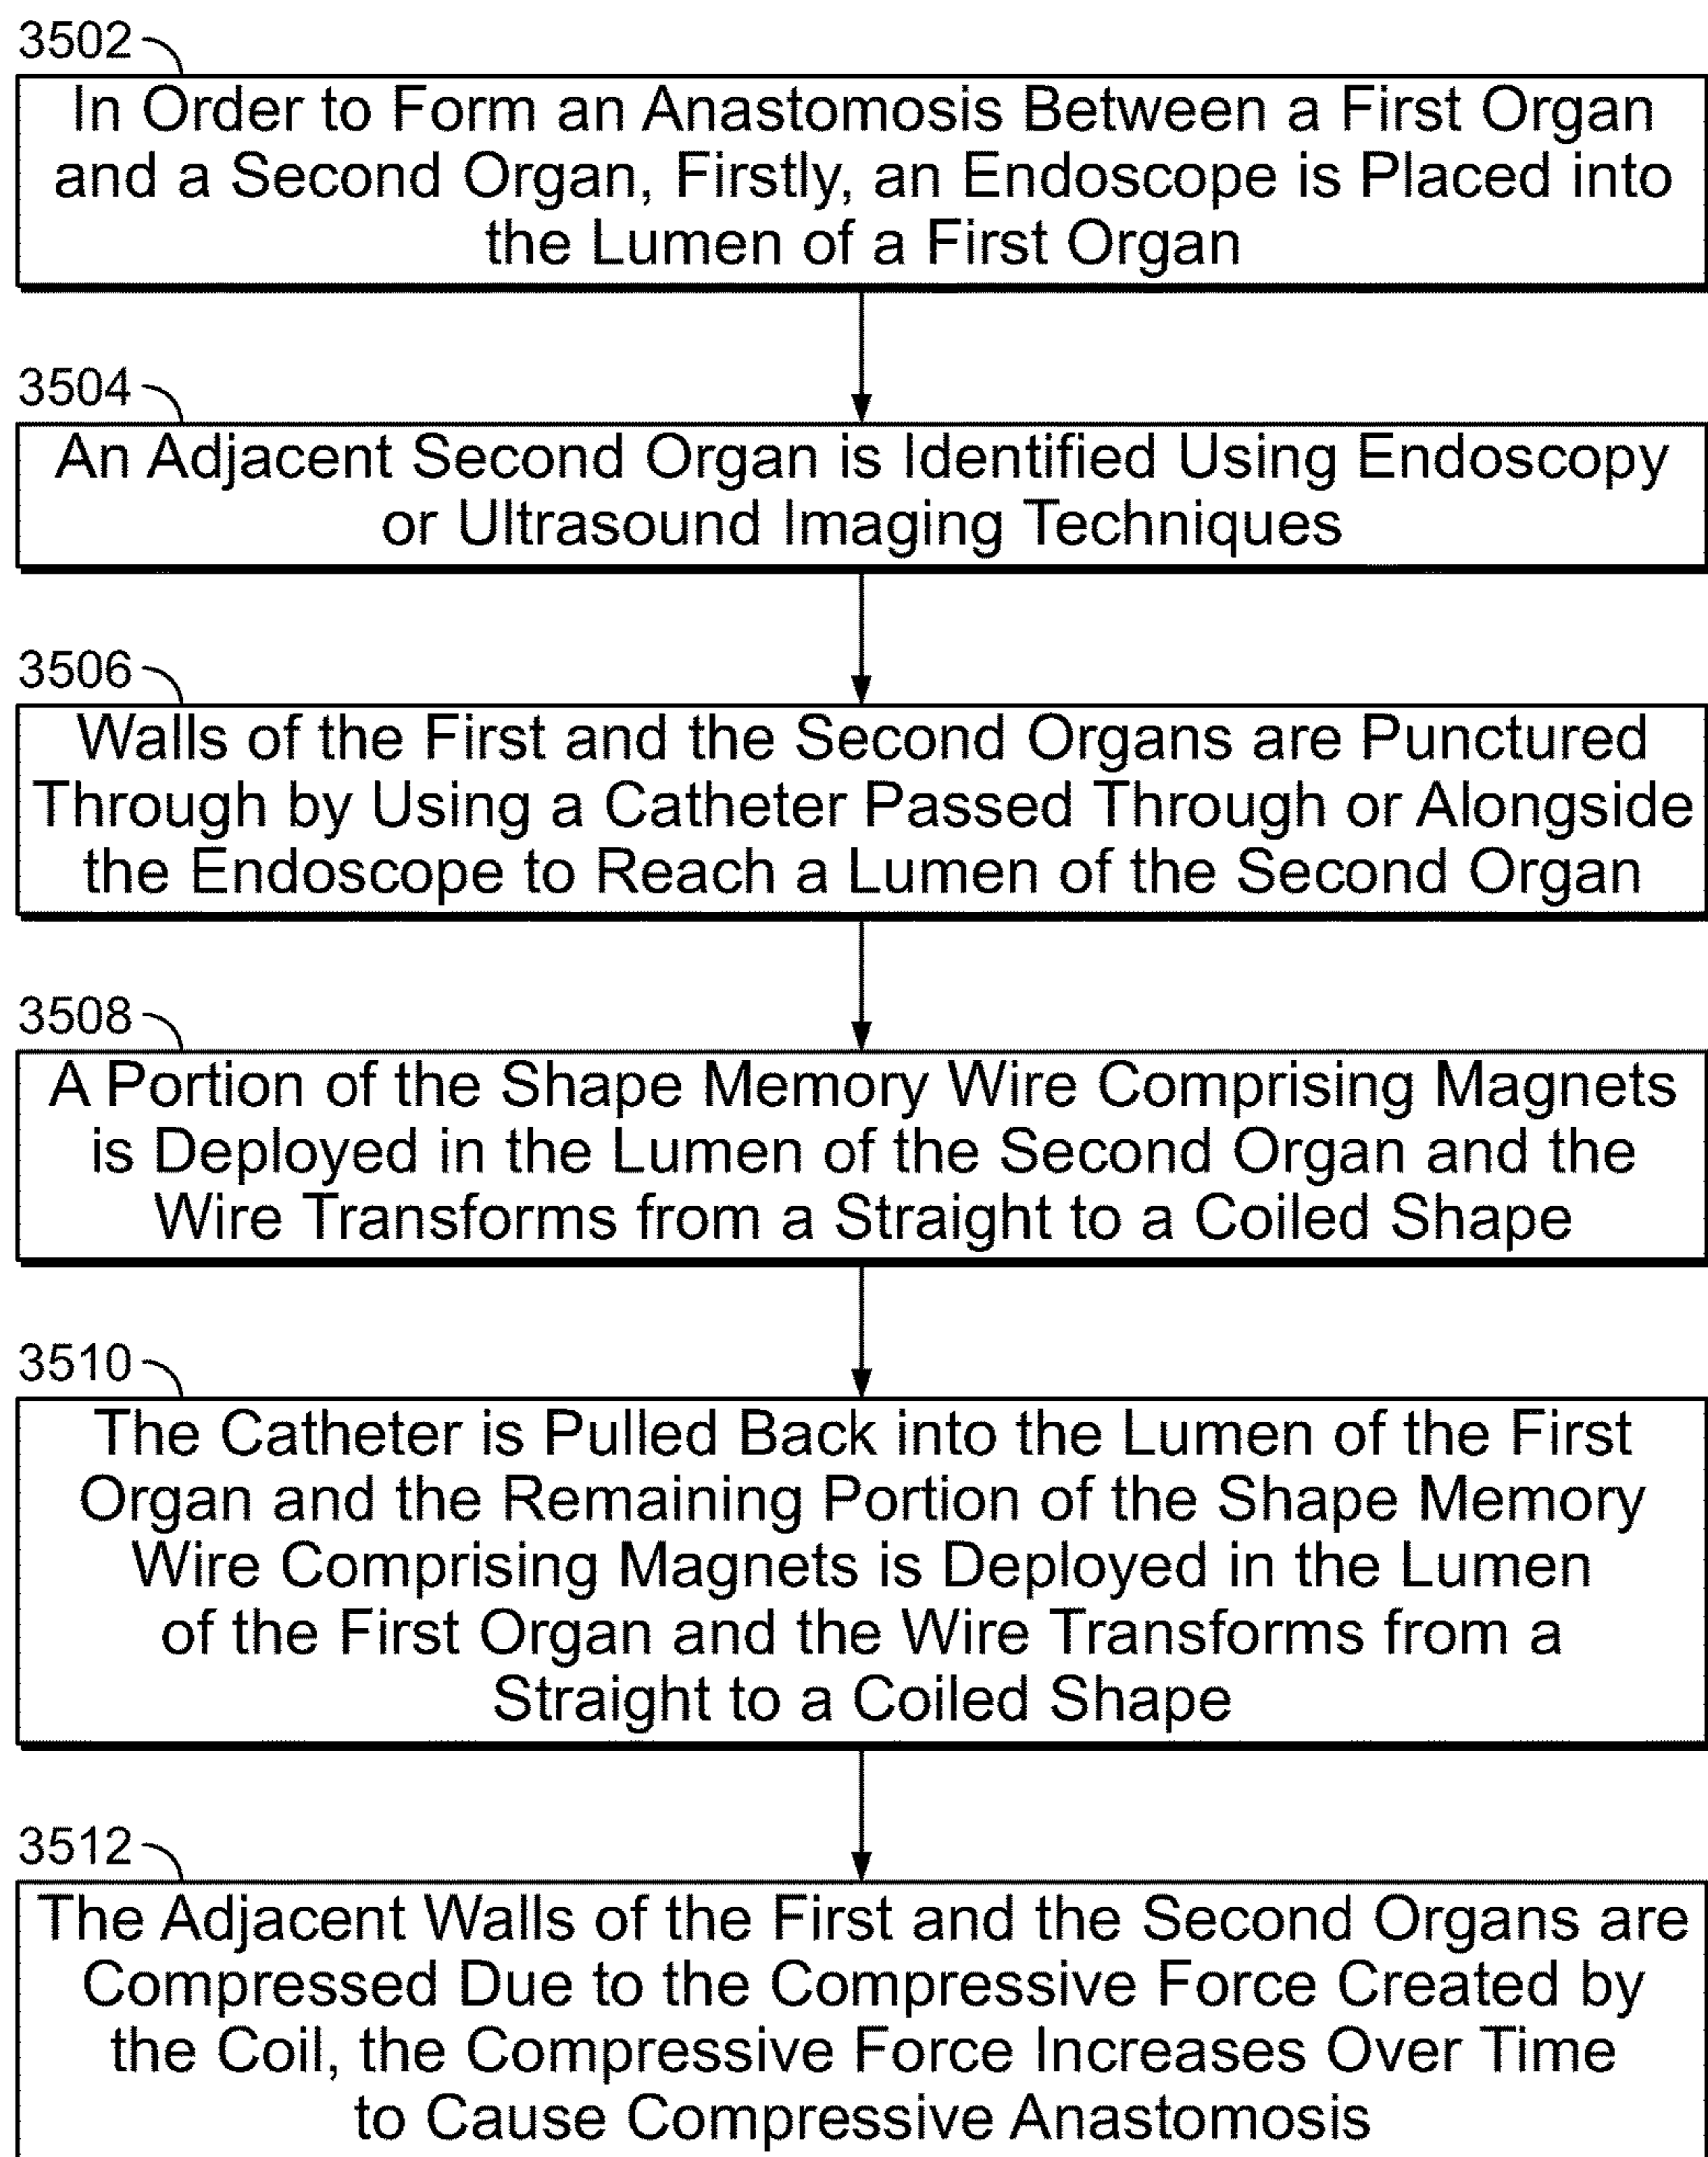 3502
In Order to Form an Anastomosis Between a First Organ
and a Second Organ, Firstly, an Endoscope is Placed into
the Lumen of a First Organ
3504
An Adjacent Second Organ is Identified Using Endoscopy
or Ultrasound Imaging Techniques
3506
Walls of the First and the Second Organs are Punctured
Through by Using a Catheter Passed Through or Alongside
the Endoscope to Reach a Lumen of the Second Organ
3508
A Portion of the Shape Memory Wire Comprising Magnets
is Deployed in the Lumen of the Second Organ and the
Wire Transforms from a Straight to a Coiled Shape
3510
The Catheter is Pulled Back into the Lumen of the First
Organ and the Remaining Portion of the Shape Memory
Wire Comprising Magnets is Deployed in the Lumen
of the First Organ and the Wire Transforms from a
Straight to a Coiled Shape
3512
The Adjacent Walls of the First and the Second Organs are
Compressed Due to the Compressive Force Created by
the Coil, the Compressive Force Increases Over Time
to Cause Compressive Anastomosis